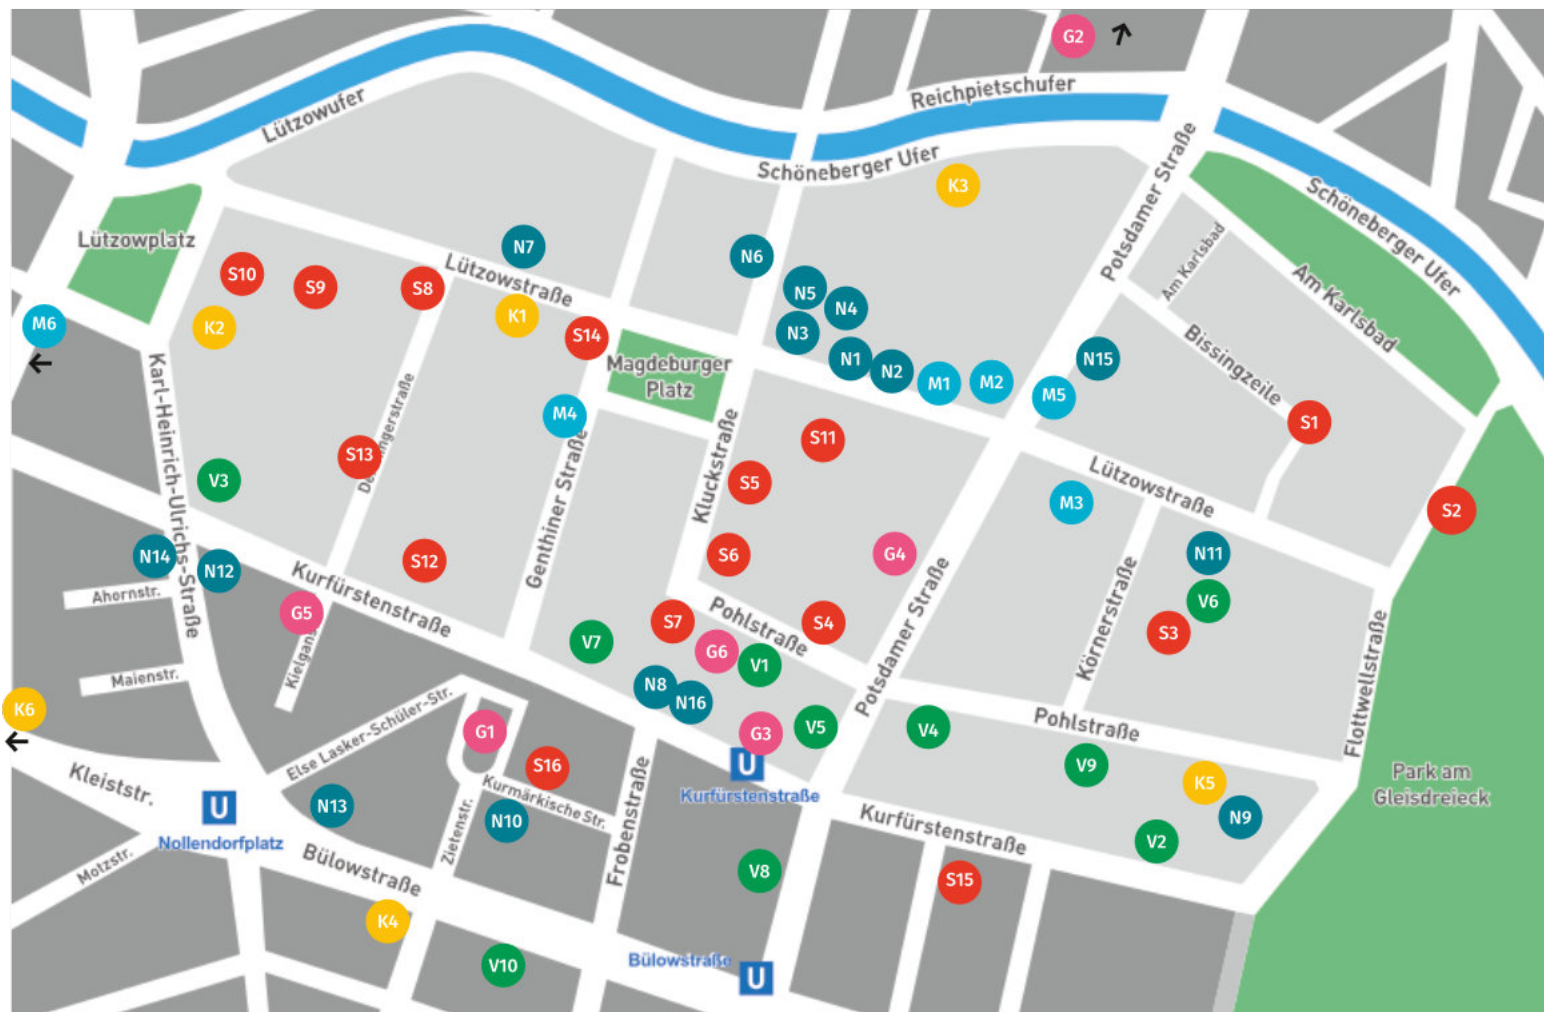 G2
Reichpietschufer
Lützowufer
Schöneberger Ufer
K3
Potsdamer Straße
Schöneberger Ufer
Lützowplatz
N7
N6
Am Karlsbad
Am Karlsbad
S10
S9
S8
Lützowstraße
N5
N4
M6
K2
K1
S14
N3
Magdeburger
Platz
N1
N2
M1
M2
N15
M5
Bissingzeile
Karl-Heinrich-Ulrichs-Straße
M4
S1
S11
S13
Kluckstraße
S5
V3
Lützowstraße
M3
S2
Genthiner Straße
N14
N12
S12
S6
G4
N11
Ahornstr.
Kurfürstenstraße
G5
V6
Potsdamer Straße
Körnerstraße
S7
Pohlstraße
S4
S3
V7
G6
V1
Flottwellstraße
Maienstr.
N8
N16
K6
Else Lasker-Schüler-Str.
G1
G3
V5
V4
Pohlstraße
Kleiststr.
S16
U
Kurfürstenstraße
V9
K5
Park am
Gleisdreieck
U
Nollendorfplatz
N13
Kurmärkische Str.
N10
Zietenstr.
Frobenstraße
Kurfürstenstraße
N9
V2
Motzstr.
Bülowstraße
V8
S15
K4
V10
Bülowstraße
U